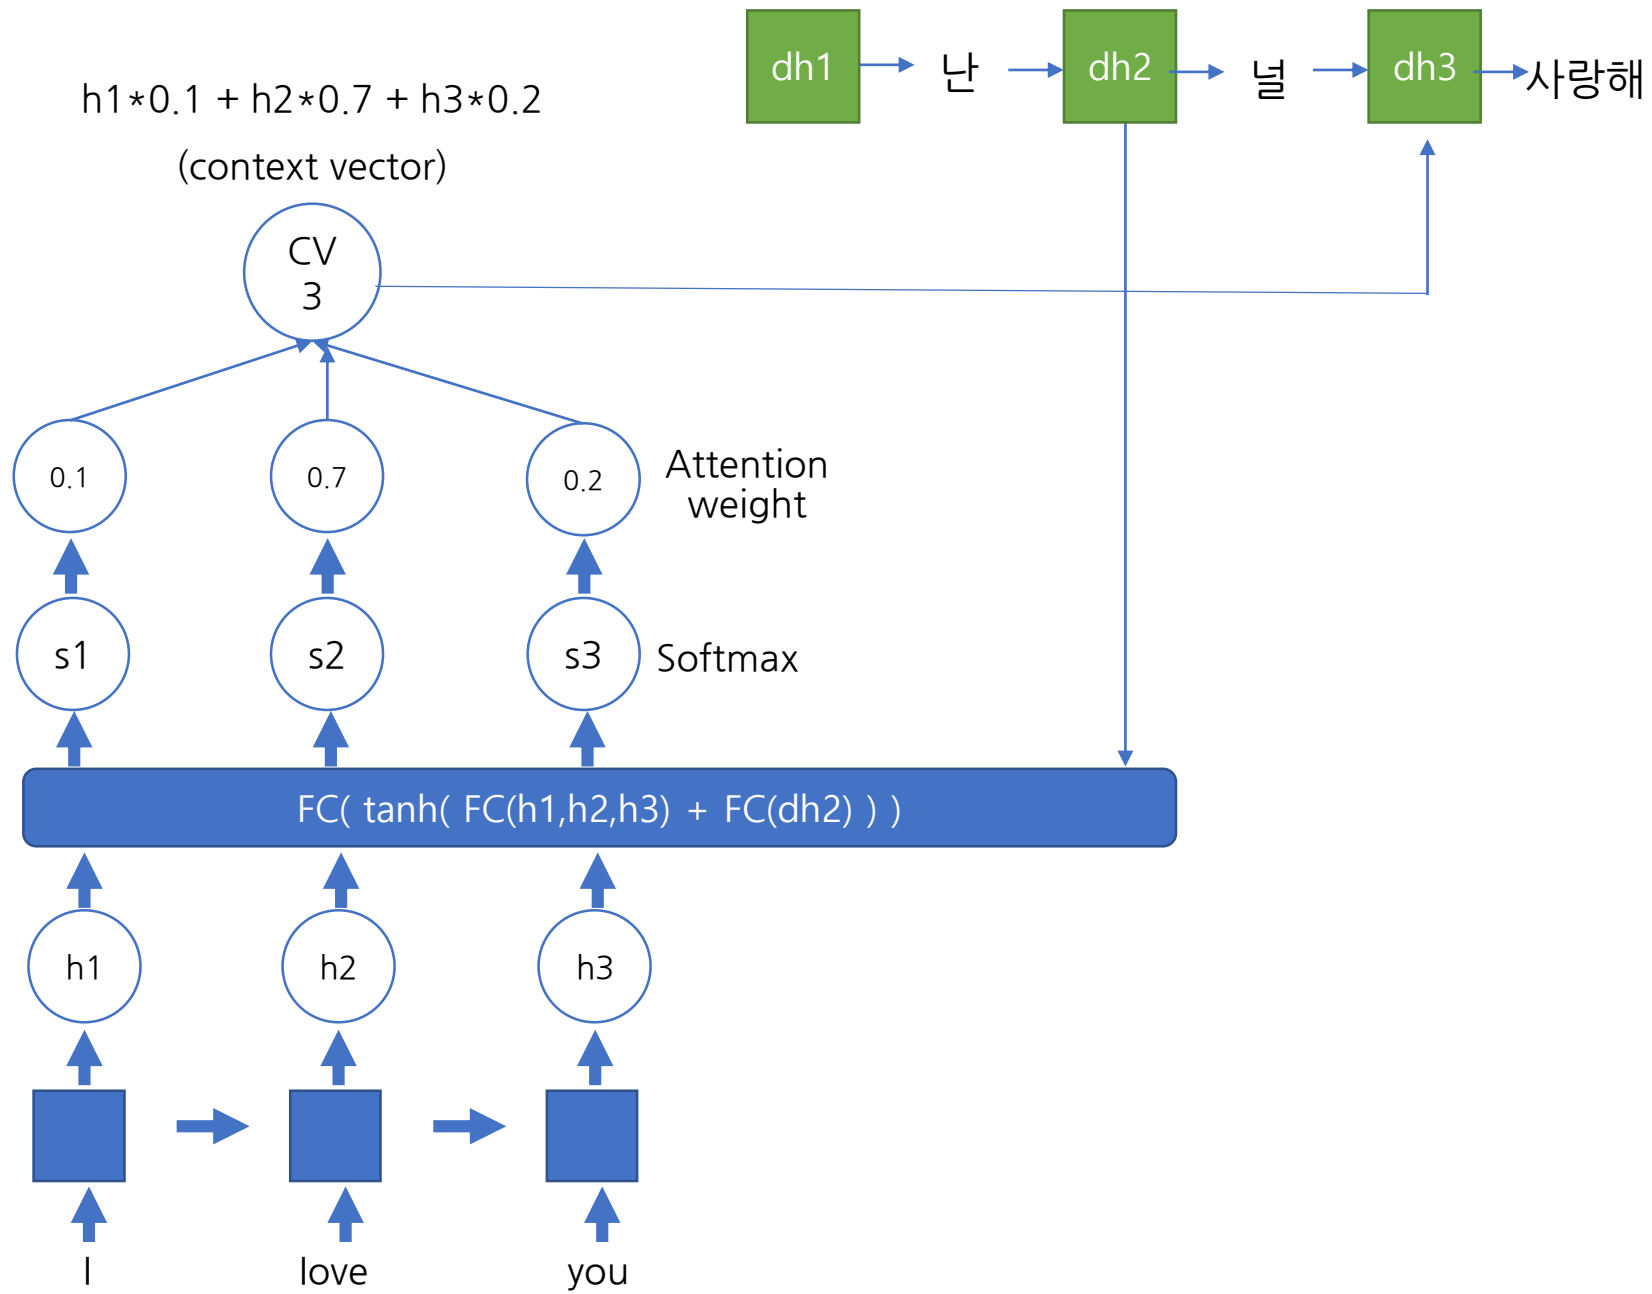 dh1
난
dh2
널
dh3
사랑해
h1*0.1 + h2*0.7 + h3*0.2
(context vector)
CV
3
0.1
0.7
0.2
Attention
weight
s1
s2
s3
Softmax
FC( tanh( FC(h1,h2,h3) + FC(dh2) ) )
h1
h2
h3
I
love
you